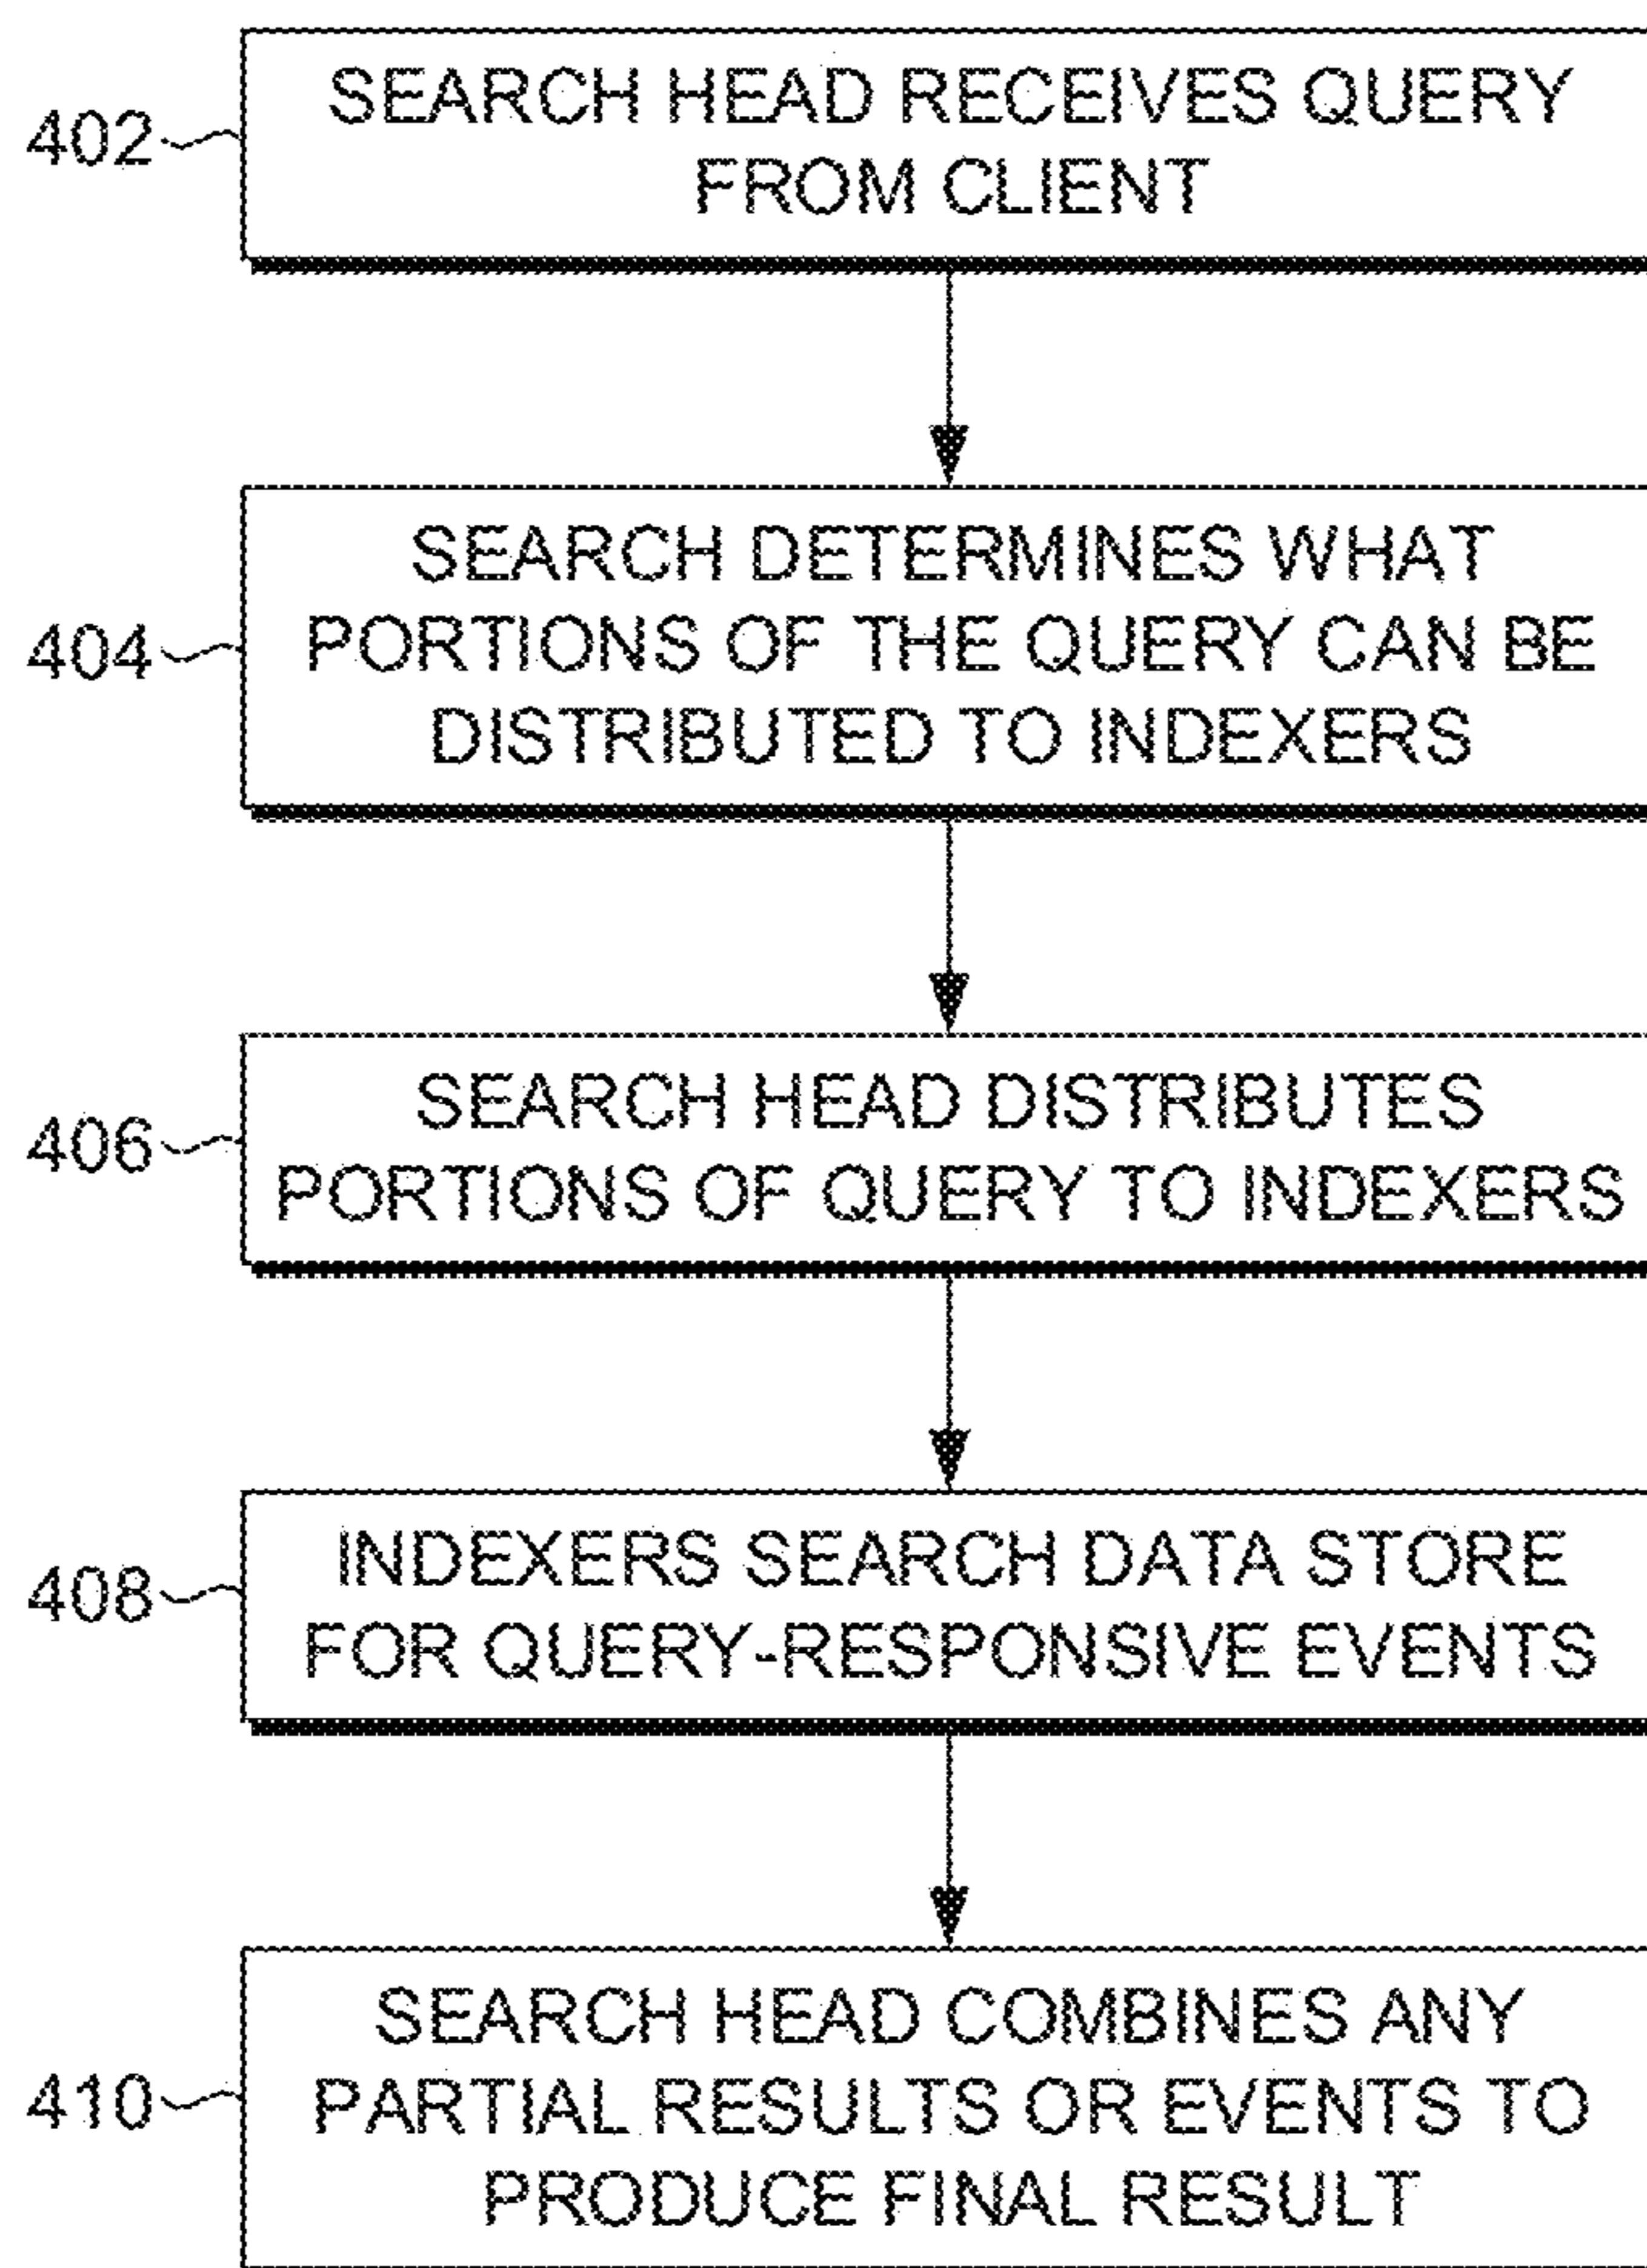 402
SEARCH HEAD RECEIVES QUERY
FROM CLIENT
404
SEARCH DETERMINES WHAT
PORTIONS OF THE QUERY CAN BE
DISTRIBUTED TO INDEXERS
406
SEARCH HEAD DISTRIBUTES
PORTIONS OF QUERY TO INDEXERS
408
INDEXERS SEARCH DATA STORE
FOR QUERY-RESPONSIVE EVENTS
410
SEARCH HEAD COMBINES ANY
PARTIAL RESULTS OR EVENTS TO
PRODUCE FINAL RESULT